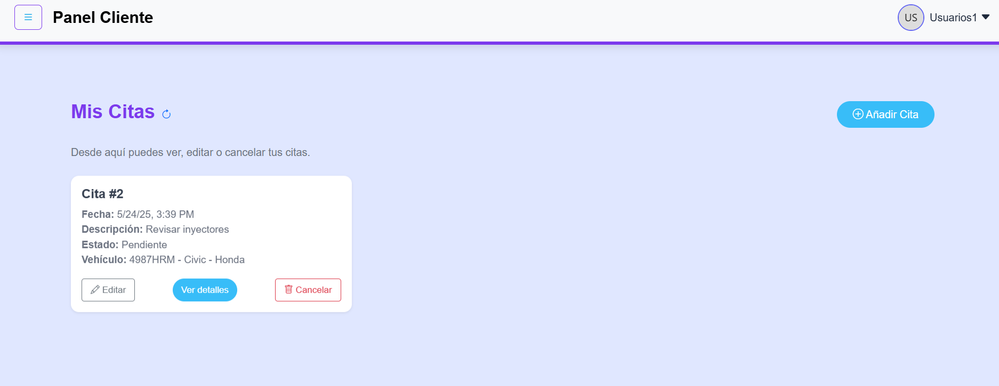 Panel Cliente
US Usuarios1
Mis Citas
Añadir Cita
Desde aquí puedes ver, editar o cancelar tus citas.
Cita #2
Fecha: 5/24/25, 3:39 PM
Descripción: Revisar inyectores
Estado: Pendiente
Vehículo: 4987HRM - Civic - Honda
Editar
Ver detalles
Cancelar